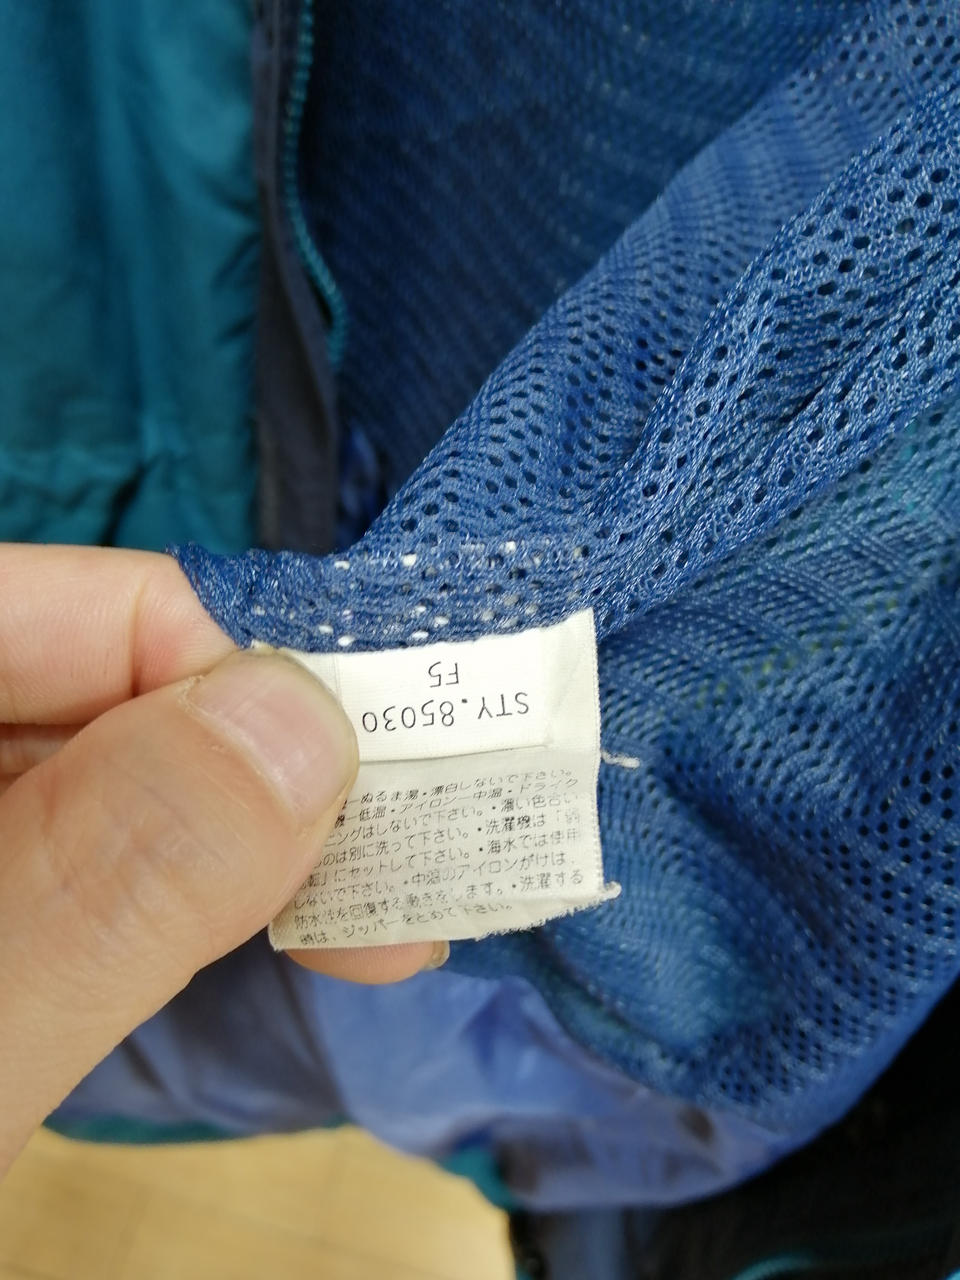 STY.85030
F5
ーぬるま湯・漂白しないで下さい。
ー低温・アイロンー中温・ドライク
ニングはしないで下さい。・濃い色合い
ものは別に洗って下さい。・洗濯機は「弱
にセットして下さい。・海水では使用
しないで下さい。・中温のアイロンがけは、
防水性を回復する働きをします。・洗濯する
時は、ジッパーをとめて下さい。